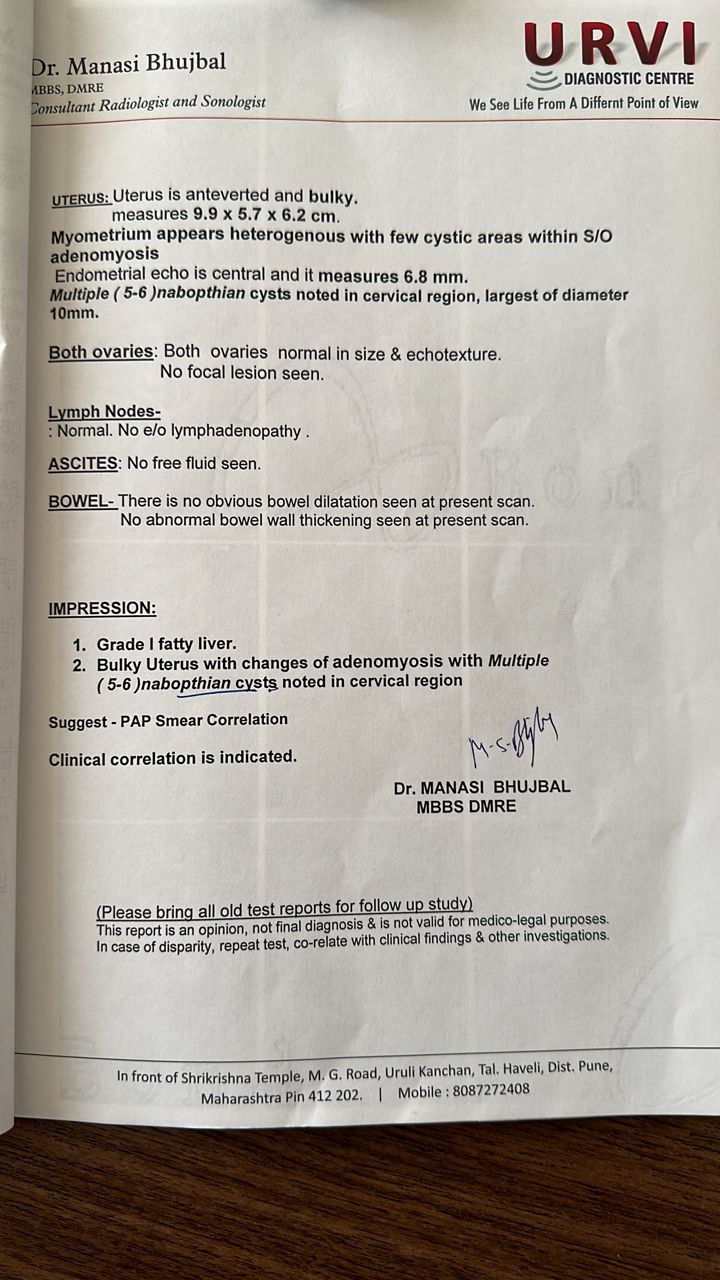 Dr. Manasi Bhujbal
MBBS, DMRE
Consultant Radiologist and Sonologist
URVI
DIAGNOSTIC CENTRE
We See Life From A Differnt Point of View
UTERUS: Uterus is anteverted and bulky.
measures 9.9 x 5.7 x 6.2 cm.
Myometrium appears heterogenous with few cystic areas within S/O
adenomyosis
Endometrial echo is central and it measures 6.8 mm.
Multiple ( 5-6 )nabopthian cysts noted in cervical region, largest of diameter
10mm.
Both ovaries: Both ovaries normal in size & echotexture.
No focal lesion seen.
Lymph Nodes-
: Normal. No e/o lymphadenopathy .
ASCITES: No free fluid seen.
BOWEL- There is no obvious bowel dilatation seen at present scan.
No abnormal bowel wall thickening seen at present scan.
IMPRESSION:
1. Grade I fatty liver.
2. Bulky Uterus with changes of adenomyosis with Multiple
( 5-6 )nabopthian cysts noted in cervical region
Suggest - PAP Smear Correlation
Clinical correlation is indicated.
Dr. MANASI BHUJBAL
MBBS DMRE
(Please bring all old test reports for follow up study)
This report is an opinion, not final diagnosis & is not valid for medico-legal purposes.
In case of disparity, repeat test, co-relate with clinical findings & other investigations.
In front of Shrikrishna Temple, M. G. Road, Uruli Kanchan, Tal. Haveli, Dist. Pune,
Maharashtra Pin 412 202. | Mobile : 8087272408